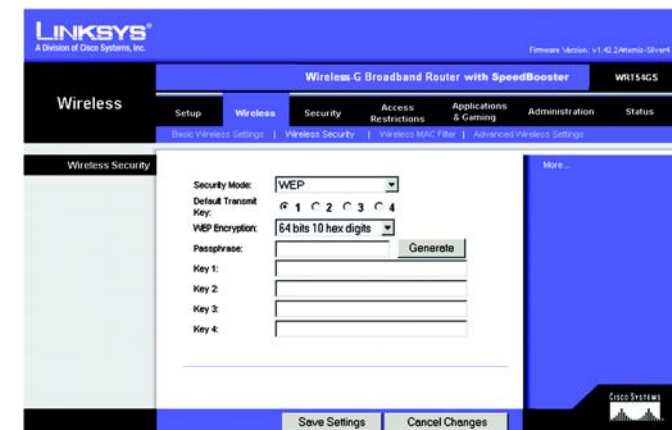 LINKSYS®
A Division of Cisco Systems, Inc.
Firmware Version: v1.42.2Artemis-Silver4
Wireless-G Broadband Router with SpeedBooster WRT54GS
Wireless
Setup Wireless Security Access Restrictions Applications & Gaming Administration Status
Basic Wireless Settings | Wireless Security | Wireless MAC Filter | Advanced Wireless Settings
Wireless Security
More...
Security Mode: WEP
Default Transmit Key: 1 2 3 4
WEP Encryption: 64 bits 10 hex digits
Passphrase: Generate
Key 1:
Key 2:
Key 3:
Key 4:
CISCO SYSTEMS
Save Settings Cancel Changes